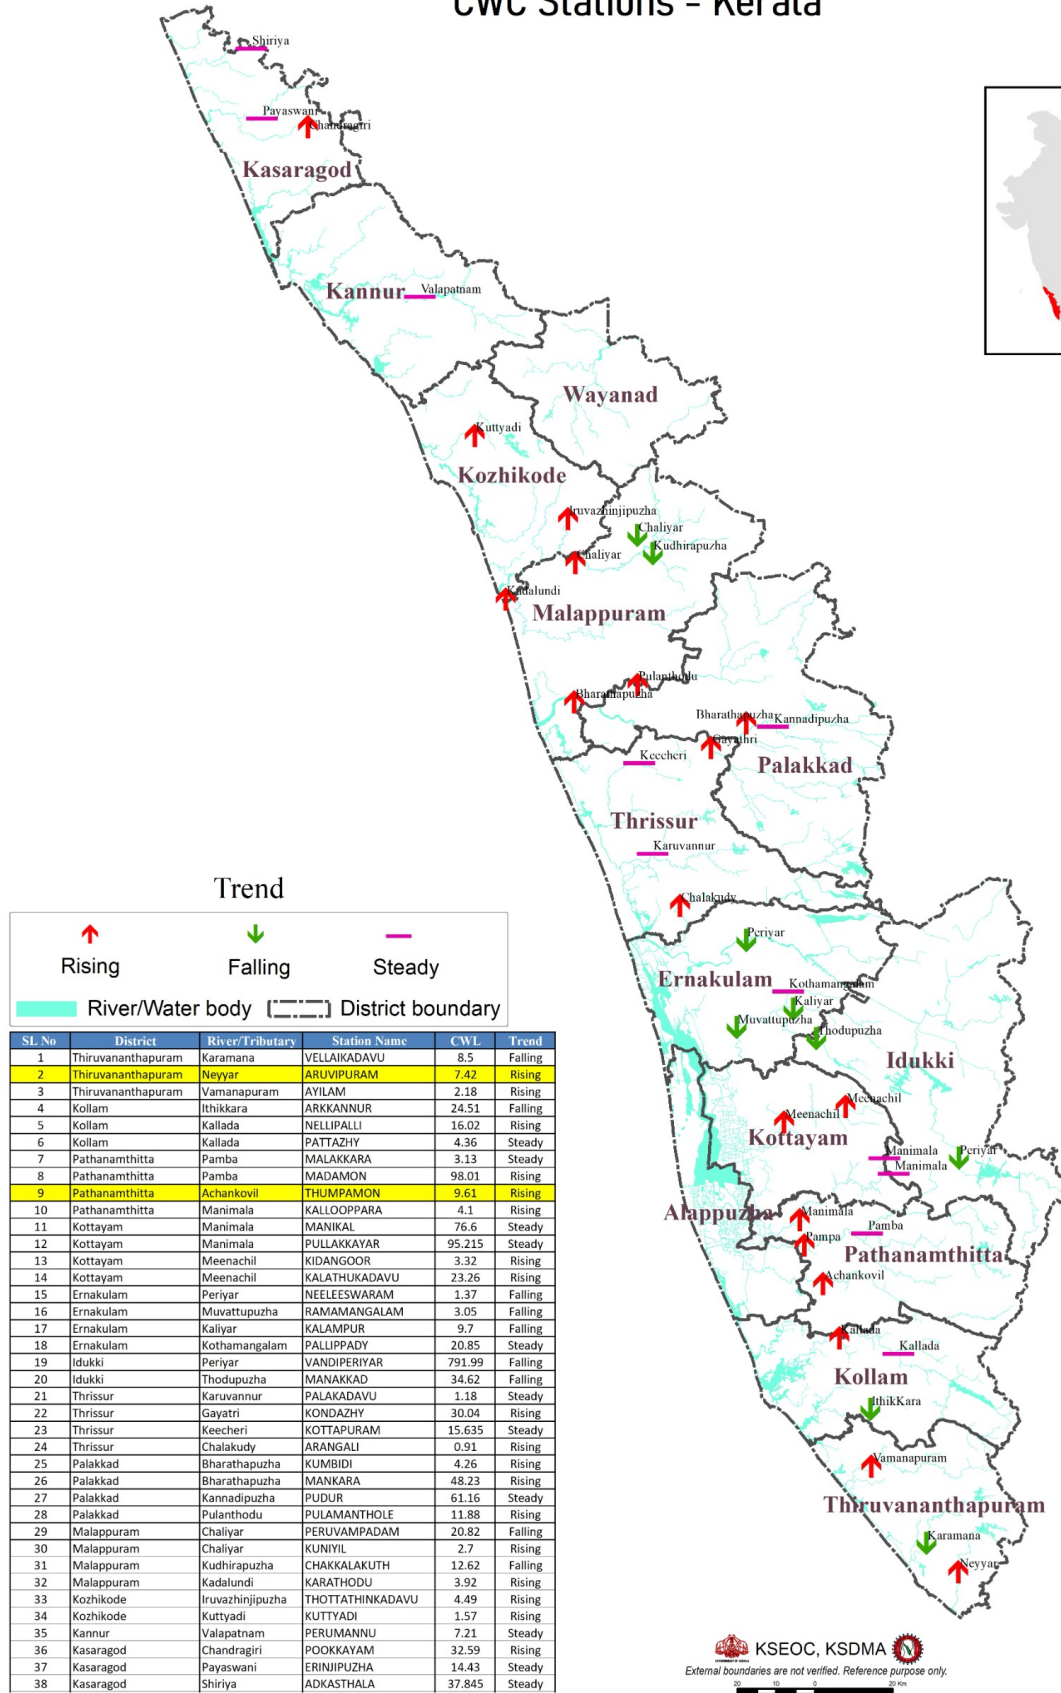 CWC Stations - Kerala
Shiriya
Payaswani
Chandragiri
Kasaragod
Kannur
Valapatnam
Wayanad
Kuttyadi
Kozhikode
Iruvazhinjipuzha
Chaliyar
Kudhirapuzha
Chaliyar
Kadalundi
Malappuram
Pulanthodu
Bharathapuzha
Bharathapuzha
Kannadipuzha
Gayathri
Keecheri
Palakkad
Thrissur
Karuvannur
Chalakudy
Periyar
Ernakulam
Kothamangalam
Kaliyar
Muvattupuzha
Thodupuzha
Idukki
Meenachil
Meenachil
Kottayam
Manimala
Periyar
Manimala
Alappuzha
Manimala
Pamba
Pampa
Pathanamthitta
Achankovil
Kallada
Kallada
Kollam
IthikKara
Vamanapuram
Thiruvananthapuram
Karamana
Neyyar
Trend
Rising Falling Steady
River/Water body District boundary
SL No District River/Tributary Station Name CWL Trend
1 Thiruvananthapuram Karamana VELLAIKADAVU 8.5 Falling
2 Thiruvananthapuram Neyyar ARUVIPURAM 7.42 Rising
3 Thiruvananthapuram Vamanapuram AYILAM 2.18 Rising
4 Kollam Ithikkara ARKKANNUR 24.51 Falling
5 Kollam Kallada NELLIPALLI 16.02 Rising
6 Kollam Kallada PATTAZHY 4.36 Steady
7 Pathanamthitta Pamba MALAKKARA 3.13 Steady
8 Pathanamthitta Pamba MADAMON 98.01 Rising
9 Pathanamthitta Achankovil THUMPAMON 9.61 Rising
10 Pathanamthitta Manimala KALLOOPPARA 4.1 Rising
11 Kottayam Manimala MANIKAL 76.6 Steady
12 Kottayam Manimala PULLAKKAYAR 95.215 Steady
13 Kottayam Meenachil KIDANGOOR 3.32 Rising
14 Kottayam Meenachil KALATHUKADAVU 23.26 Rising
15 Ernakulam Periyar NEELEESWARAM 1.37 Falling
16 Ernakulam Muvattupuzha RAMAMANGALAM 3.05 Falling
17 Ernakulam Kaliyar KALAMPUR 9.7 Falling
18 Ernakulam Kothamangalam PALLIPPADY 20.85 Steady
19 Idukki Periyar VANDIPERIYAR 791.99 Falling
20 Idukki Thodupuzha MANAKKAD 34.62 Falling
21 Thrissur Karuvannur PALAKADAVU 1.18 Steady
22 Thrissur Gayatri KONDAZHY 30.04 Rising
23 Thrissur Keecheri KOTTAPURAM 15.635 Steady
24 Thrissur Chalakudy ARANGALI 0.91 Rising
25 Palakkad Bharathapuzha KUMBIDI 4.26 Rising
26 Palakkad Bharathapuzha MANKARA 48.23 Rising
27 Palakkad Kannadipuzha PUDUR 61.16 Steady
28 Palakkad Pulanthodu PULAMANTHOLE 11.88 Rising
29 Malappuram Chaliyar PERUVAMPADAM 20.82 Falling
30 Malappuram Chaliyar KUNIYIL 2.7 Rising
31 Malappuram Kudhirapuzha CHAKKALAKUTH 12.62 Falling
32 Malappuram Kadalundi KARATHODU 3.92 Rising
33 Kozhikode Iruvazhinjipuzha THOTTATHINKADAVU 4.49 Rising
34 Kozhikode Kuttyadi KUTTYADI 1.57 Rising
35 Kannur Valapatnam PERUMANNU 7.21 Steady
36 Kasaragod Chandragiri POOKKAYAM 32.59 Rising
37 Kasaragod Payaswani ERINJIPUZHA 14.43 Steady
38 Kasaragod Shiriya ADKASTHALA 37.845 Steady
KSEOC, KSDMA
External boundaries are not verified. Reference purpose only.
20 10 0 20 Km